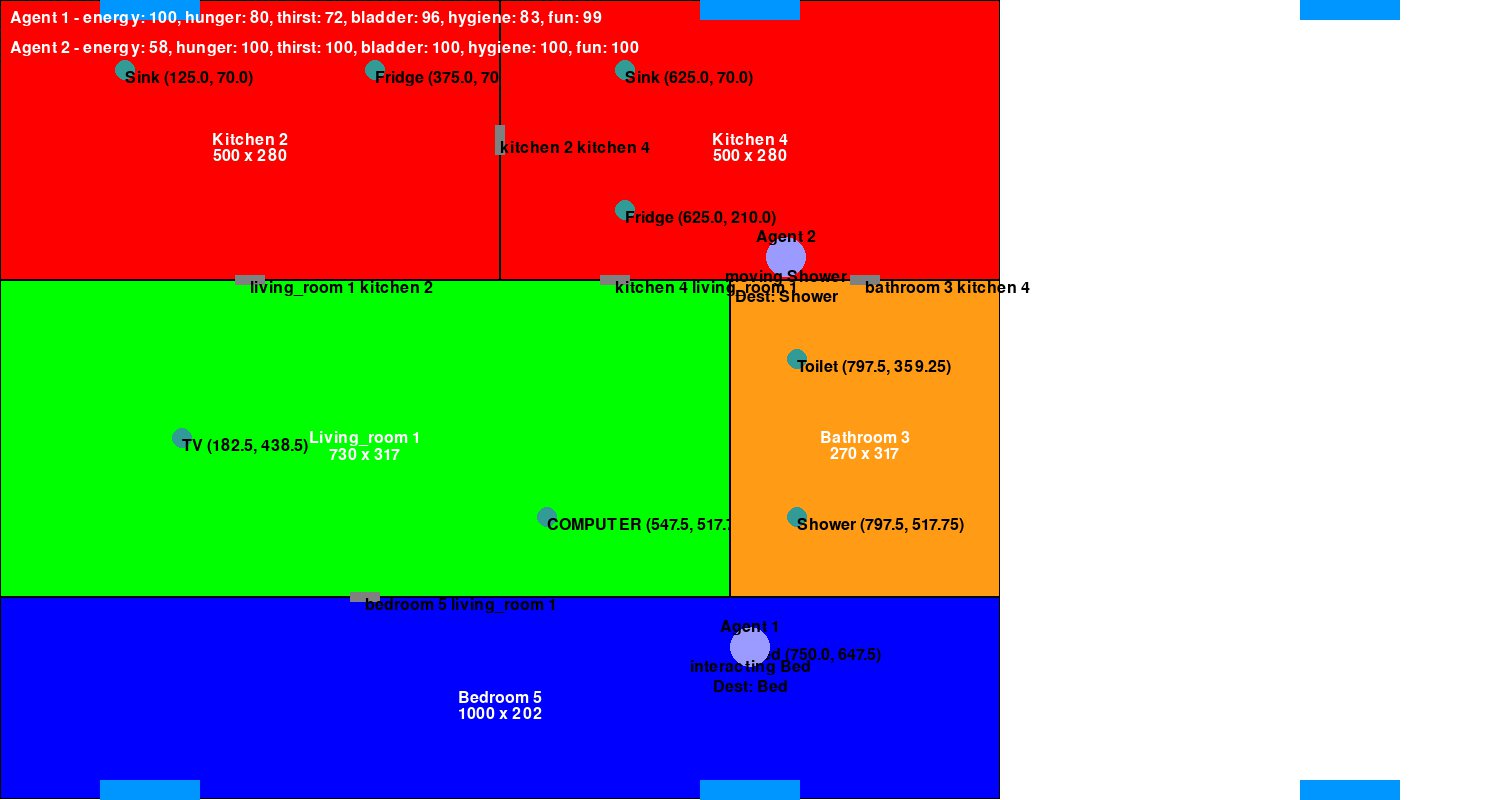 Agent 1 - energy: 100, hunger: 80, thirst: 72, bladder: 96, hygiene: 83, fun: 99
Agent 2 - energy: 58, hunger: 100, thirst: 100, bladder: 100, hygiene: 100, fun: 100
Sink (125.0, 70.0)
Fridge (375.0, 70
Sink (625.0, 70.0)
Kitchen 2
500 x 280
kitchen 2 kitchen 4
Kitchen 4
500 x 280
Fridge (625.0, 210.0)
Agent 2
moving Shower
Dest: Shower
living_room 1 kitchen 2
kitchen 4 living_room 1
bathroom 3 kitchen 4
Toilet (797.5, 359.25)
TV (182.5, 438.5)
Living_room 1
730 x 317
Bathroom 3
270 x 317
COMPUTER (547.5, 517.7
Shower (797.5, 517.75)
bedroom 5 living_room 1
Agent 1
d (750.0, 647.5)
interacting Bed
Dest: Bed
Bedroom 5
1000 x 202